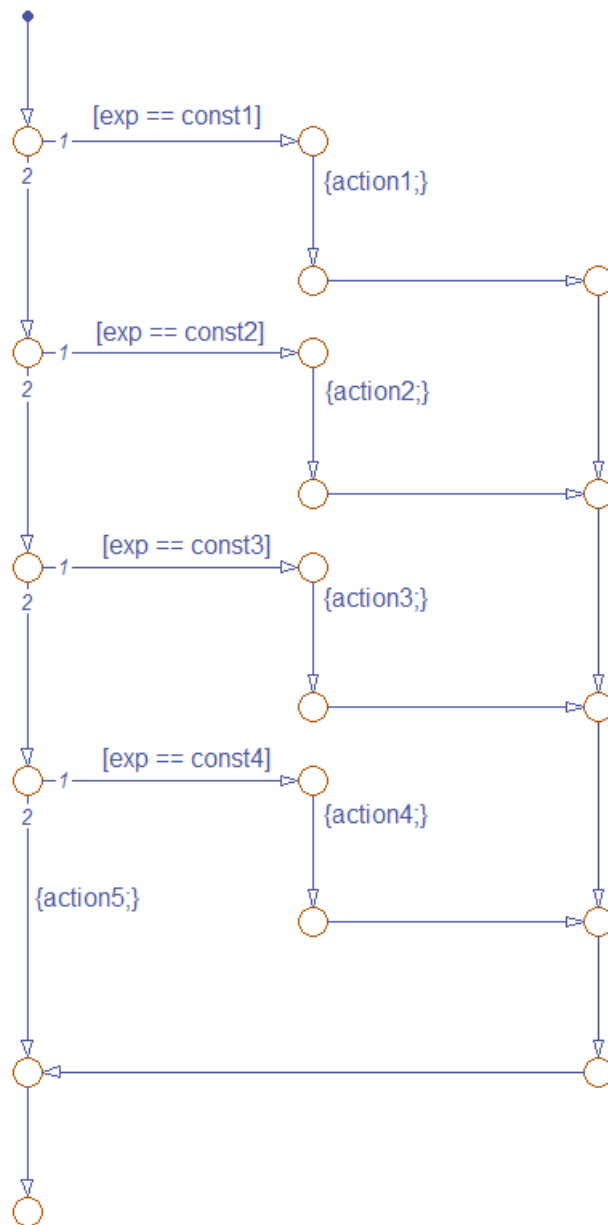 [exp == const1]
1
2
{action1;}
[exp == const2]
1
2
{action2;}
[exp == const3]
1
2
{action3;}
[exp == const4]
1
2
{action4;}
{action5;}